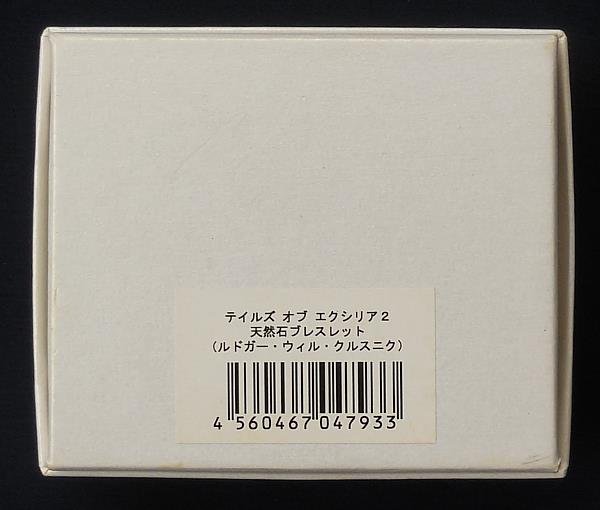 テイルズ オブ エクシリア2
天然石ブレスレット
(ルドガー・ウィル・クルスニク)
4 560467 047933